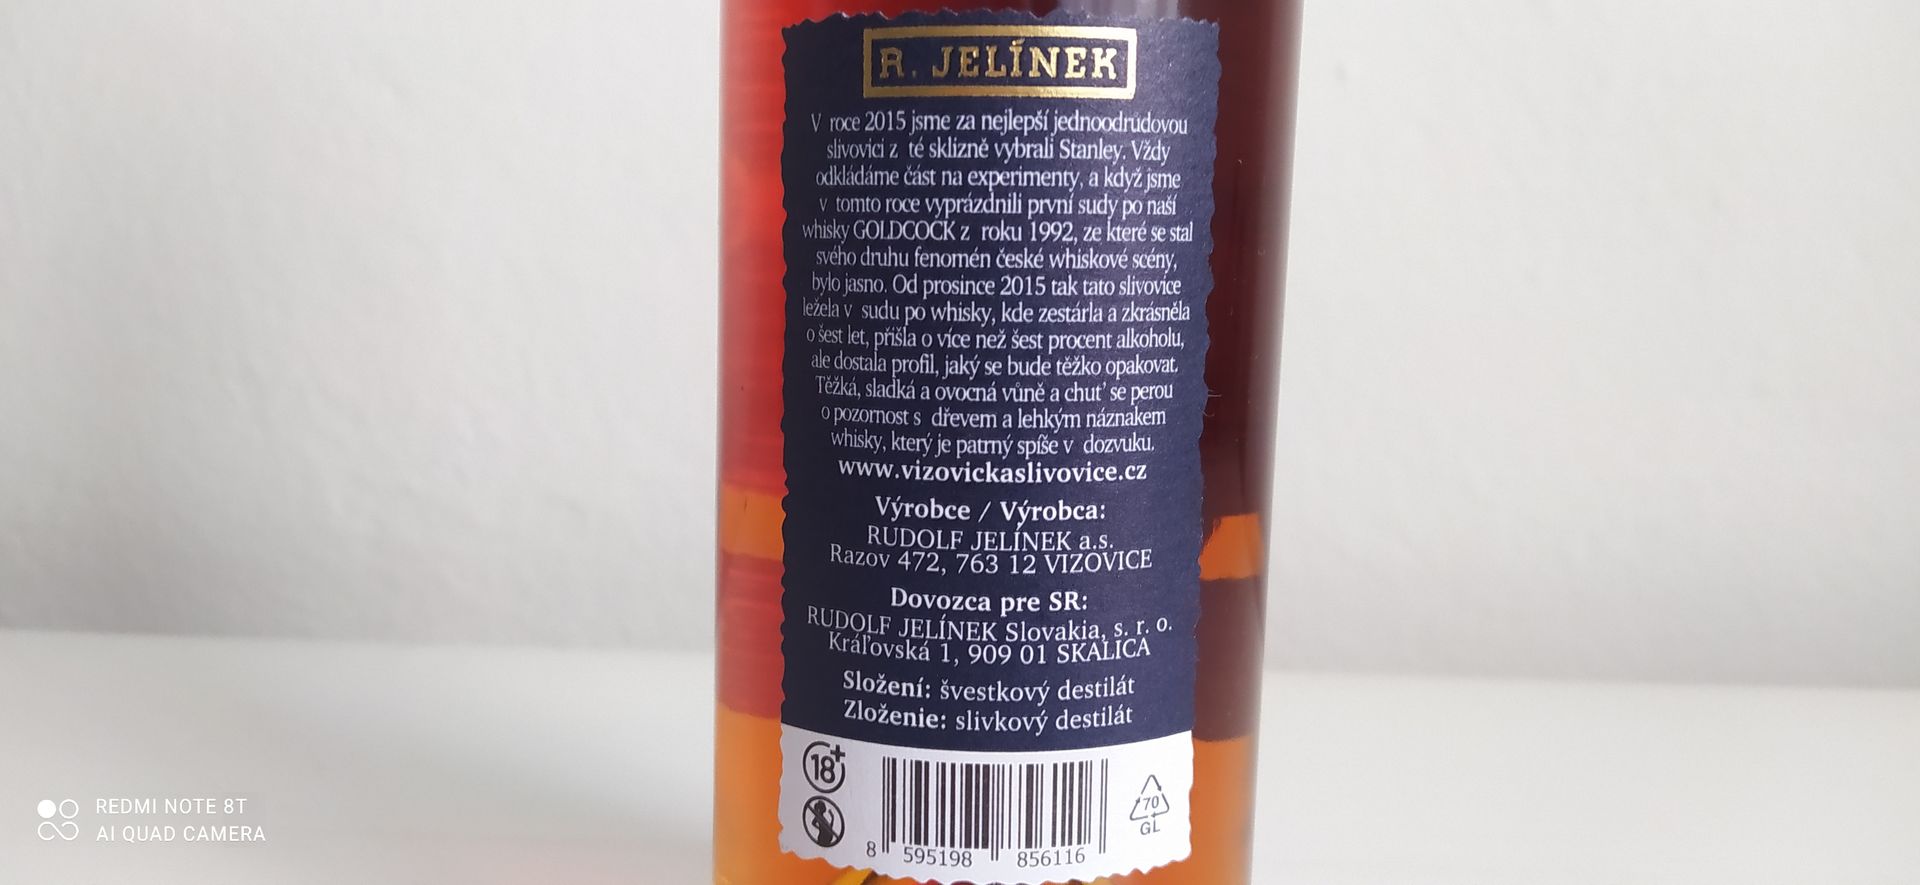 R. JELÍNEK
V roce 2015 jsme za nejlepší jednoodrůdovou
slivovici z té sklizně vybrali Stanley. Vždy
odkládáme část na experimenty, a když jsme
v tomto roce vyprázdnili první sudy po naší
whisky GOLDCOCK z roku 1992, ze které se stal
svého druhu fenomén české whiskové scény,
bylo jasno. Od prosince 2015 tak tato slivovice
ležela v sudu po whisky, kde zestárla a zkrásněla
o šest let, přišla o více než šest procent alkoholu,
ale dostala profil, jaký se bude těžko opakovat.
Těžká, sladká a ovocná vůně a chuť se perou
o pozornost s dřevem a lehkým náznakem
whisky, který je patrný spíše v dozvuku.
www.vizovickaslivovice.cz
Výrobce / Výrobca:
RUDOLF JELÍNEK a.s.
Razov 472, 763 12 VIZOVICE
Dovozca pre SR:
RUDOLF JELÍNEK Slovakia, s. r. o.
Kráľovská 1, 909 01 SKALICA
Složení: švestkový destilát
Zloženie: slivkový destilát
18+
8 595198 856116
70
GL
REDMI NOTE 8T
AI QUAD CAMERA